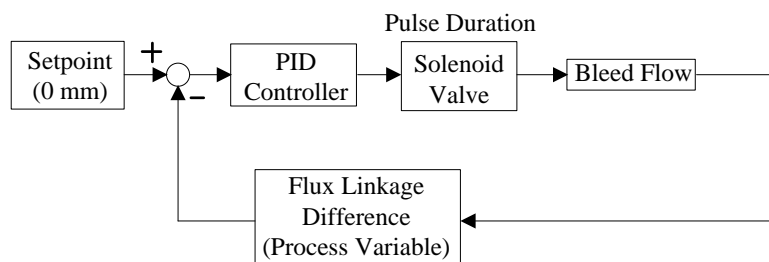 Pulse Duration
Setpoint
(0 mm)
+
-
PID
Controller
Solenoid
Valve
Bleed Flow
Flux Linkage
Difference
(Process Variable)